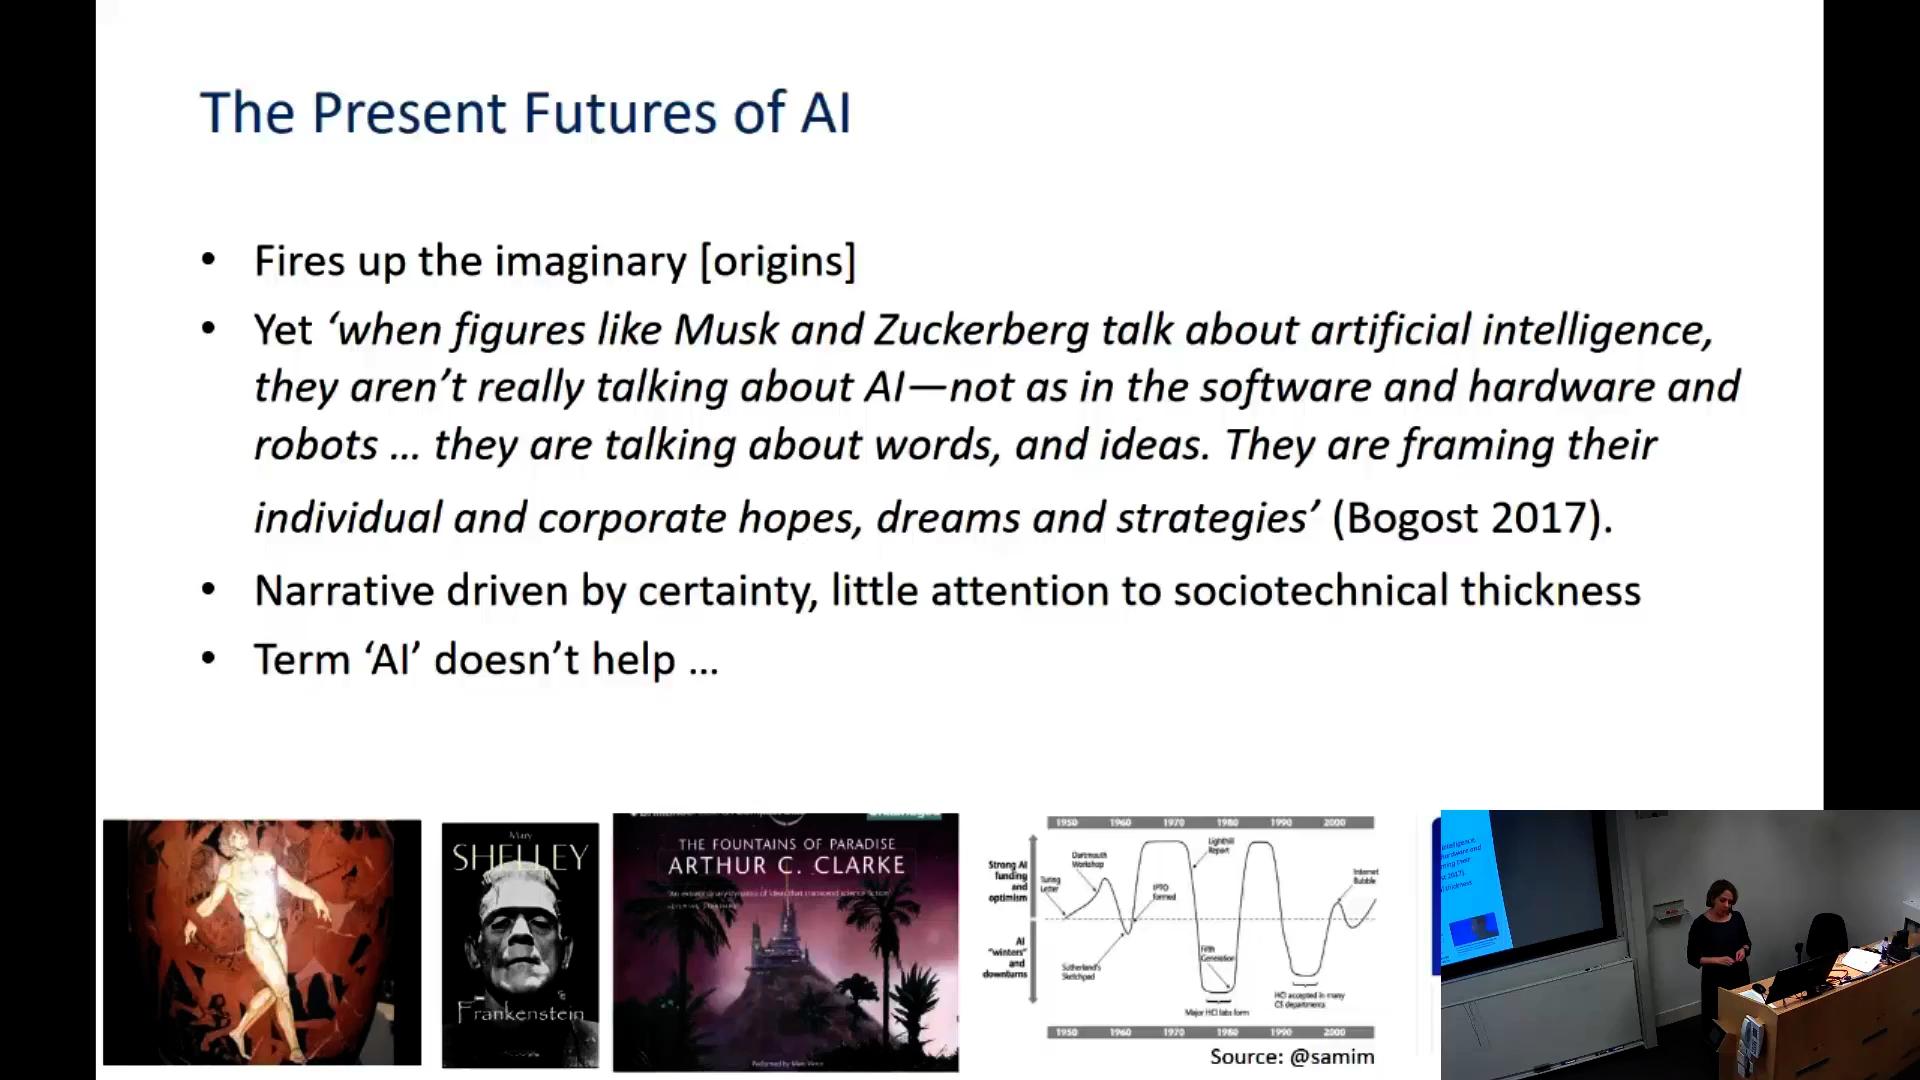 The Present Futures of AI
• Fires up the imaginary [origins]
• Yet ‘when figures like Musk and Zuckerberg talk about artificial intelligence,
they aren’t really talking about AI—not as in the software and hardware and
robots ... they are talking about words, and ideas. They are framing their
individual and corporate hopes, dreams and strategies’ (Bogost 2017).
• Narrative driven by certainty, little attention to sociotechnical thickness
• Term ‘AI’ doesn’t help ...
Mary
SHELLEY
Frankenstein
THE FOUNTAINS OF PARADISE
ARTHUR C. CLARKE
1950 1960 1970 1980 1990 2000
Strong AI
funding
and
optimism
AI
"winters"
and
downturns
Turing
Letter
Dartmouth
Workshop
Sutherland's
Sketchpad
IPTO
formed
Lighthill
Report
Fifth
Generation
Major HCI labs form
HCI accepted in many
CS departments
Internet
Bubble
1950 1960 1970 1980 1990 2000
Source: @samim